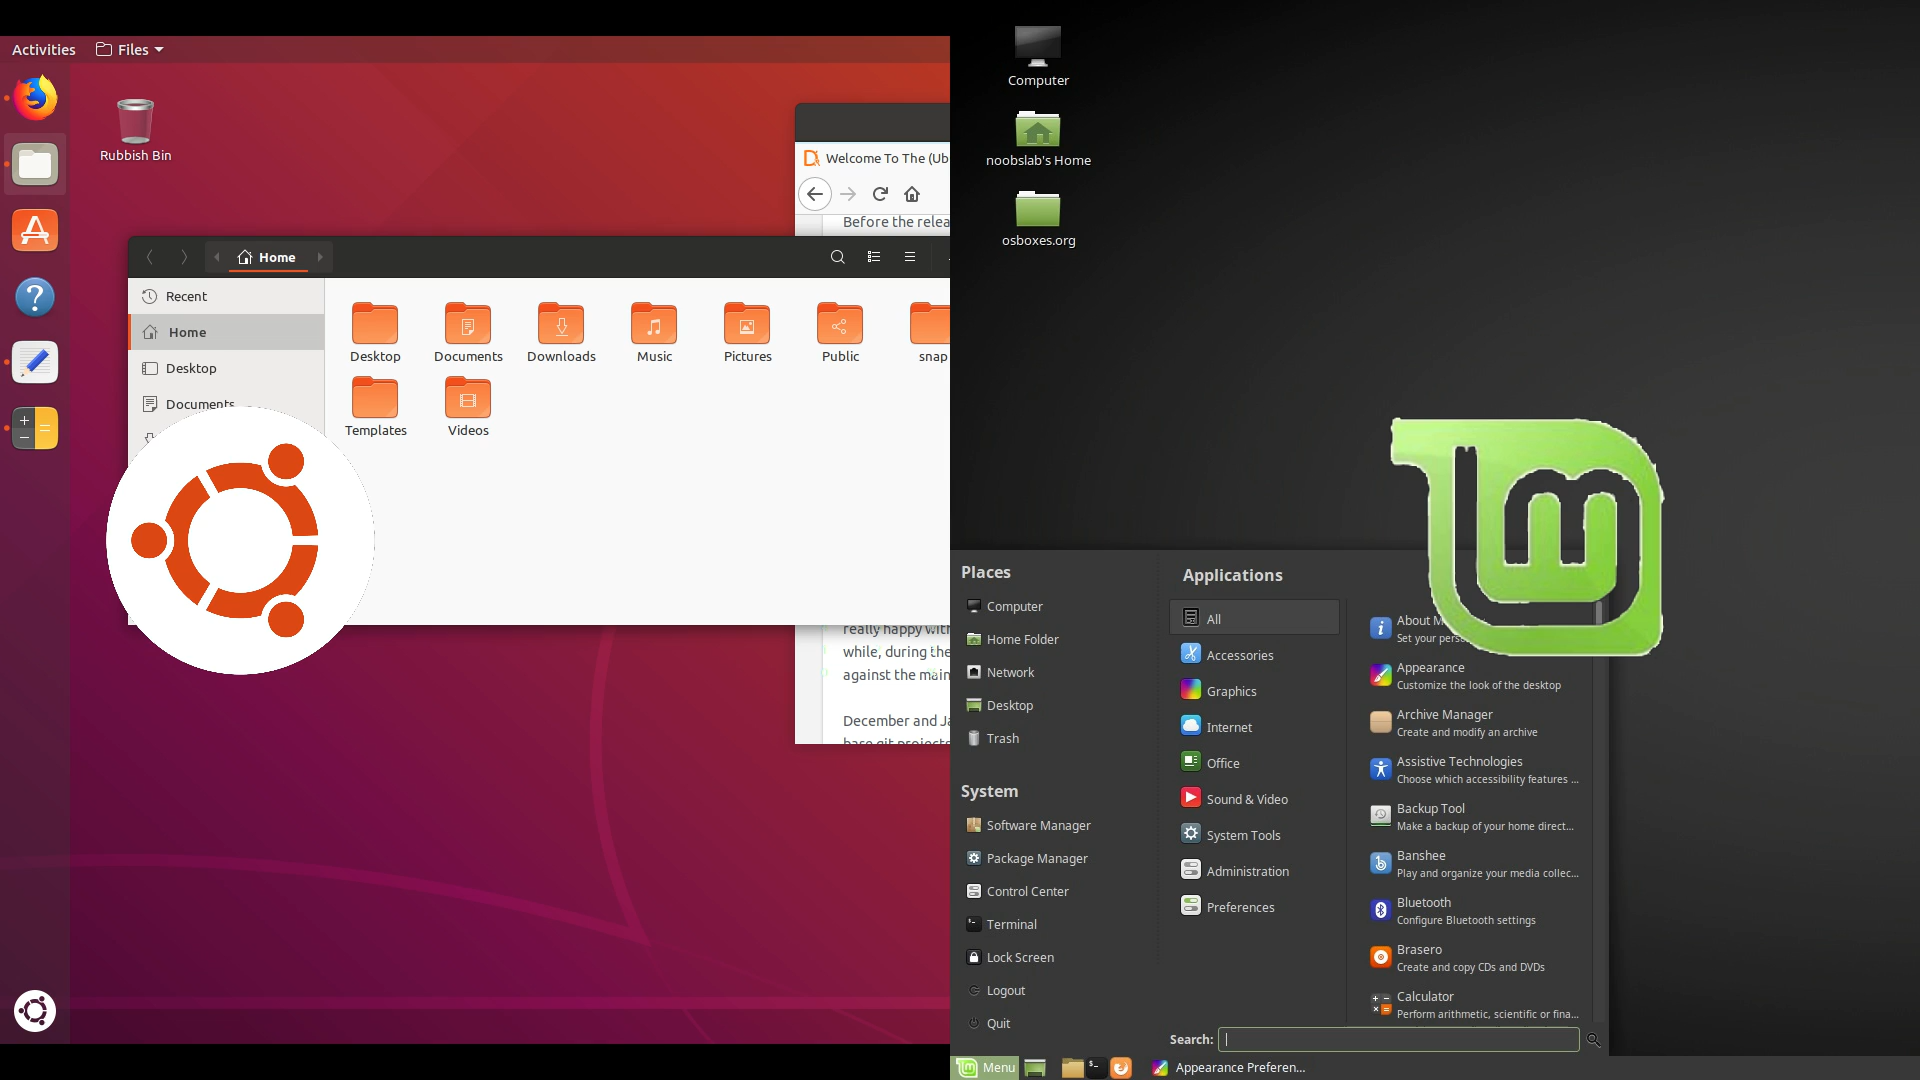 Activities
Files
Rubbish Bin
Welcome To The (Ub
Before the relea
Home
Recent
Home
Desktop
Documents
Desktop
Documents
Downloads
Music
Pictures
Public
snap
Templates
Videos
really happy with
while, during the
against the main
December and Ja
base git projects
Computer
noobslab's Home
osboxes.org
Places
Computer
Home Folder
Network
Desktop
Trash
System
Software Manager
Package Manager
Control Center
Terminal
Lock Screen
Logout
Quit
Applications
All
Accessories
Graphics
Internet
Office
Sound & Video
System Tools
Administration
Preferences
About M
Set your perso
Appearance
Customize the look of the desktop
Archive Manager
Create and modify an archive
Assistive Technologies
Choose which accessibility features ...
Backup Tool
Make a backup of your home direct...
Banshee
Play and organize your media collec...
Bluetooth
Configure Bluetooth settings
Brasero
Create and copy CDs and DVDs
Calculator
Perform arithmetic, scientific or fina...
Search:
Menu
Appearance Preferen...